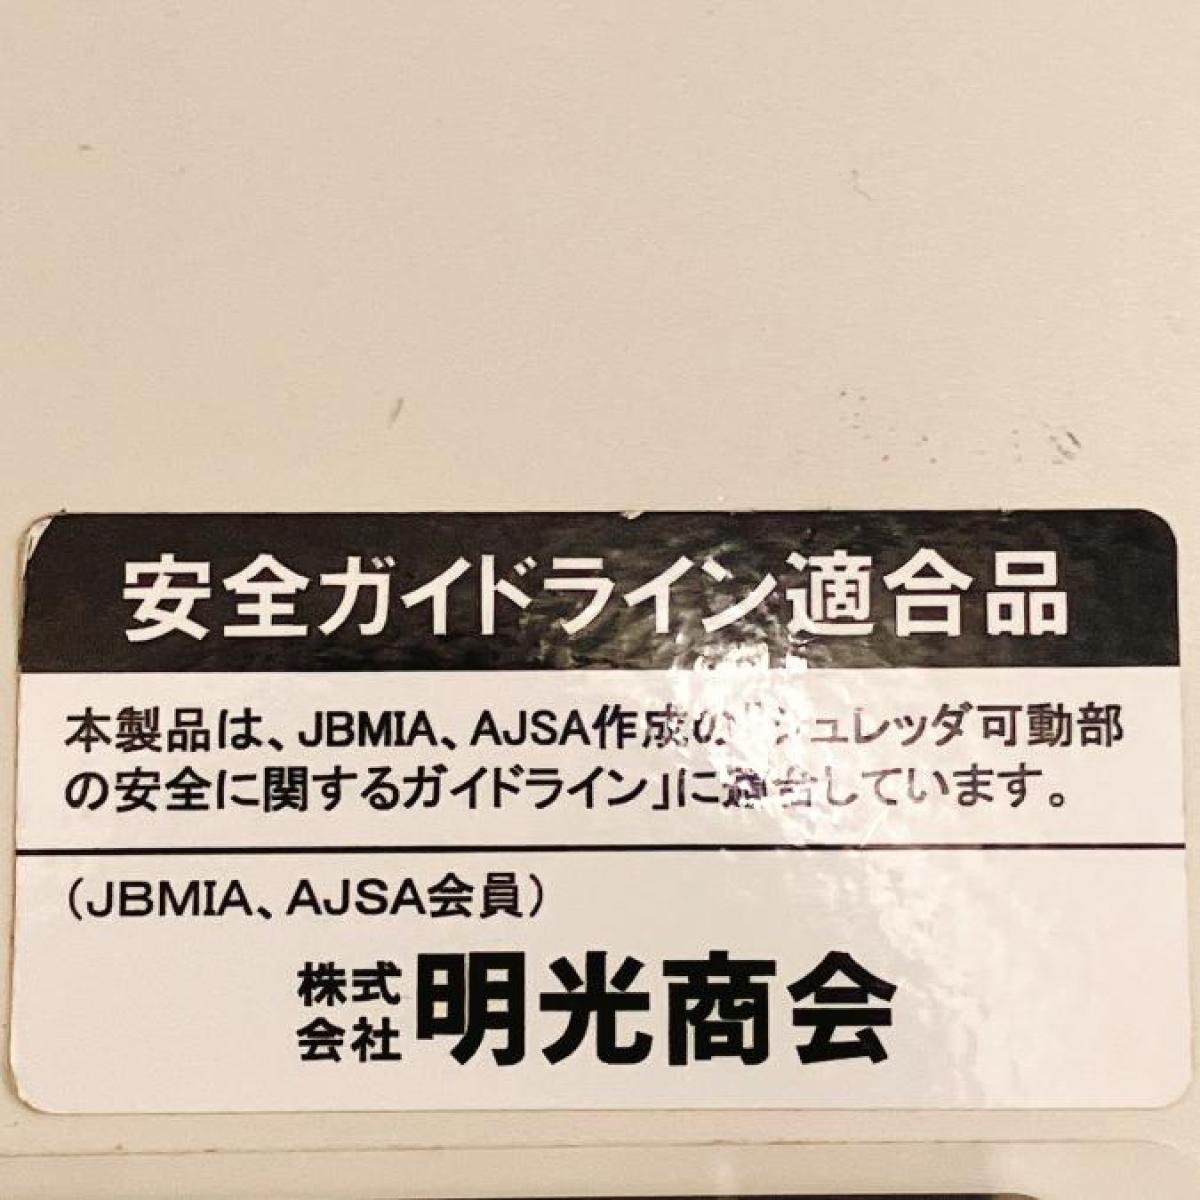 安全ガイドライン適合品
本製品は、JBMIA、AJSA作成の「シュレッダ可動部
の安全に関するガイドライン」に適合しています。
（JBMIA、AJSA会員）
株式会社 明光商会